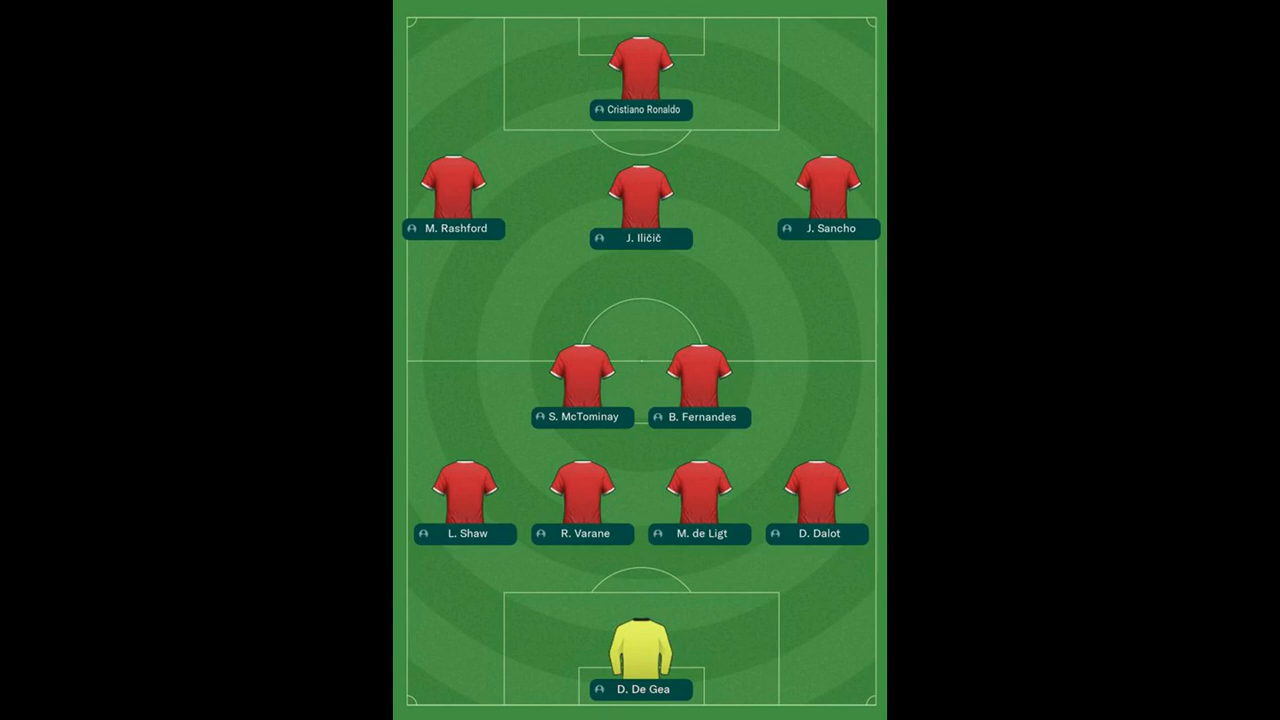 Cristiano Ronaldo
M. Rashford
J. Iličič
J. Sancho
S. McTominay
B. Fernandes
L. Shaw
R. Varane
M. de Ligt
D. Dalot
D. De Gea